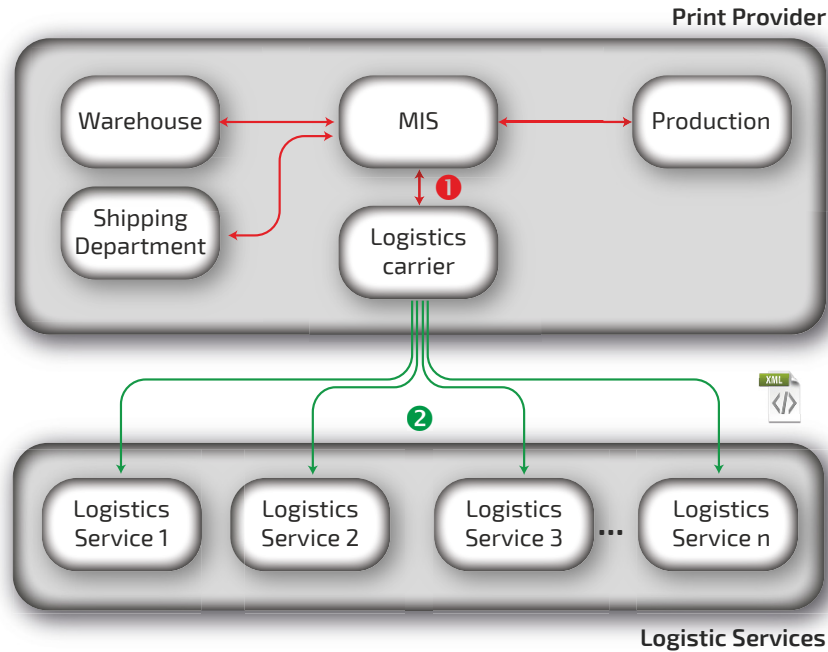 Print Provider
Warehouse
MIS
Production
1
Shipping
Department
Logistics
carrier
XML
</>
2
Logistics
Service 1
Logistics
Service 2
Logistics
Service 3
...
Logistics
Service n
Logistic Services